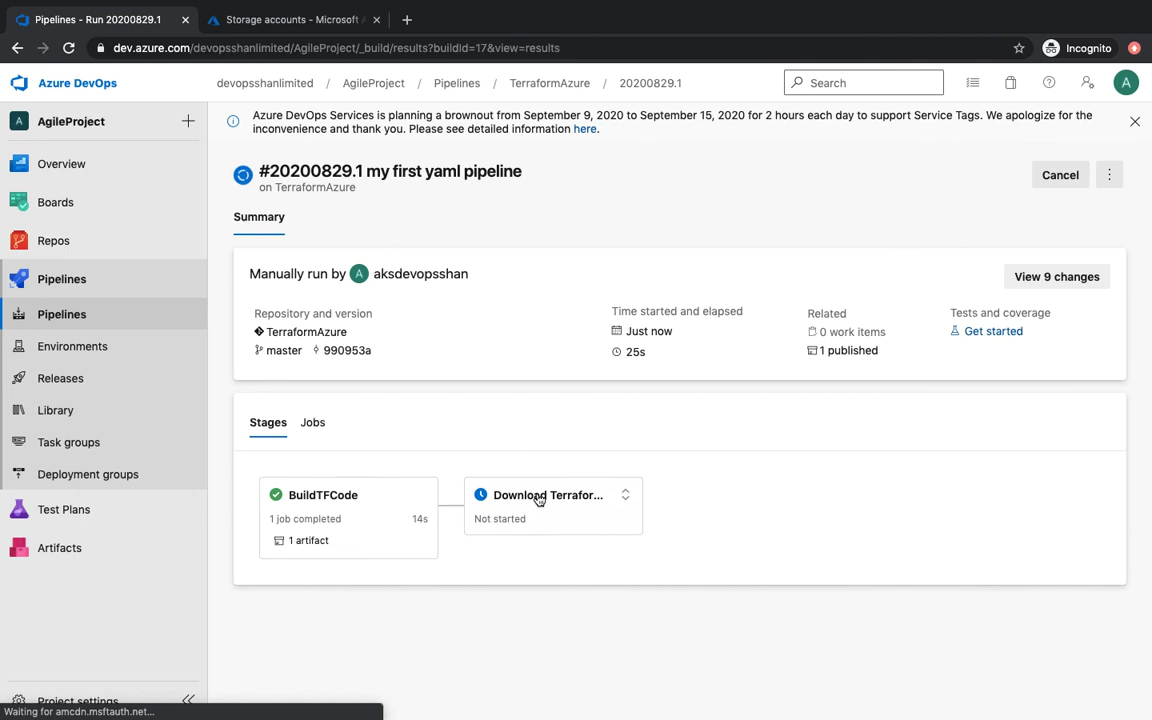 Pipelines - Run 20200829.1
Storage accounts - Microsoft
dev.azure.com/devopsshanlimited/AgileProject/_build/results?buildId=17&view=results
Incognito
Azure DevOps
devopsshanlimited / AgileProject / Pipelines / TerraformAzure / 20200829.1
Search
A
A AgileProject
Azure DevOps Services is planning a brownout from September 9, 2020 to September 15, 2020 for 2 hours each day to support Service Tags. We apologize for the
inconvenience and thank you. Please see detailed information here.
Overview
Boards
Repos
Pipelines
Pipelines
Environments
Releases
Library
Task groups
Deployment groups
Test Plans
Artifacts
Project settings
#20200829.1 my first yaml pipeline
on TerraformAzure
Cancel
Summary
Manually run by A aksdevopsshan
View 9 changes
Repository and version
TerraformAzure
master 990953a
Time started and elapsed
Just now
25s
Related
0 work items
1 published
Tests and coverage
Get started
Stages Jobs
BuildTFCode
1 job completed 14s
1 artifact
Download Terrafor...
Not started
Waiting for amcdn.msftauth.net...